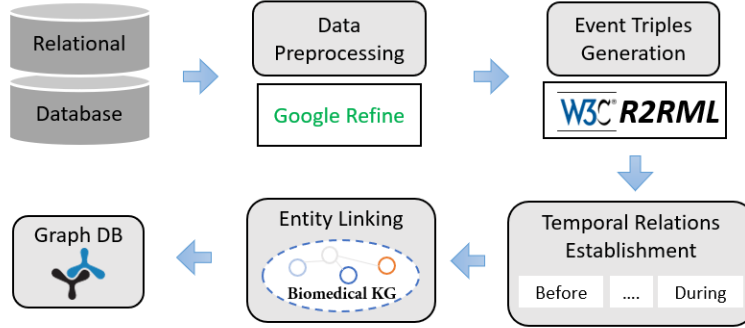 Relational
Database
Data
Preprocessing
Google Refine
Event Triples
Generation
W3C® R2RML
Temporal Relations
Establishment
Before
....
During
Entity Linking
Biomedical KG
Graph DB